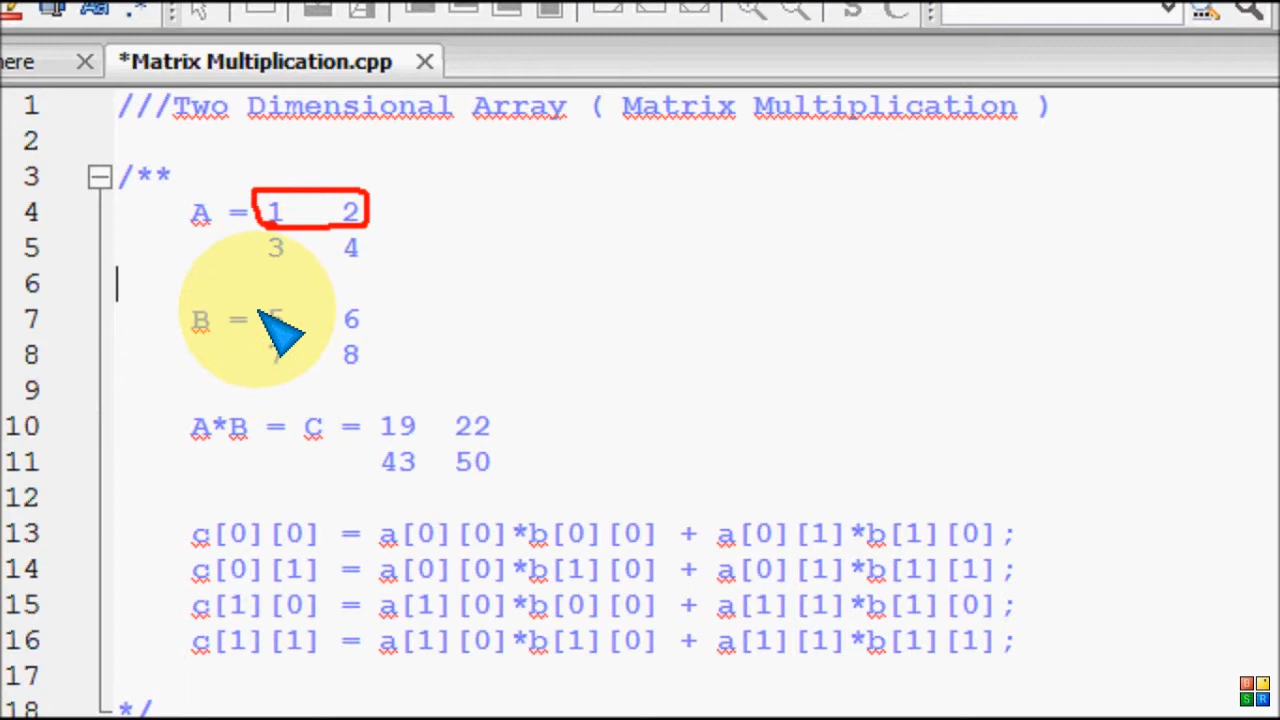 ere
*Matrix Multiplication.cpp
1 ///Two Dimensional Array ( Matrix Multiplication )
2
3 /**
4 A = 1 2
5 3 4
6
7 B = 5 6
8 7 8
9
10 A*B = C = 19 22
11 43 50
12
13 c[0][0] = a[0][0]*b[0][0] + a[0][1]*b[1][0];
14 c[0][1] = a[0][0]*b[1][0] + a[0][1]*b[1][1];
15 c[1][0] = a[1][0]*b[0][0] + a[1][1]*b[1][0];
16 c[1][1] = a[1][0]*b[1][0] + a[1][1]*b[1][1];
17
18 */